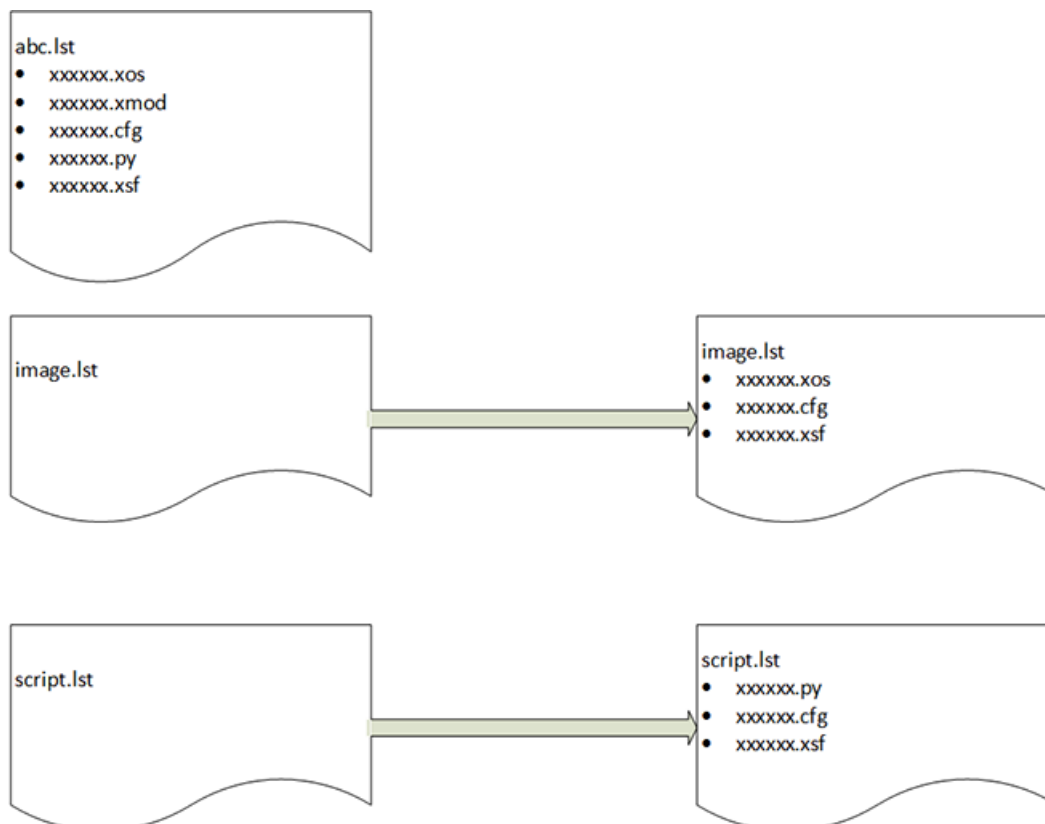 abc.lst
• xxxxxx.xos
• xxxxxx.xmod
• xxxxxx.cfg
• xxxxxx.py
• xxxxxx.xsf
image.lst
image.lst
• xxxxxx.xos
• xxxxxx.cfg
• xxxxxx.xsf
script.lst
script.lst
• xxxxxx.py
• xxxxxx.cfg
• xxxxxx.xsf